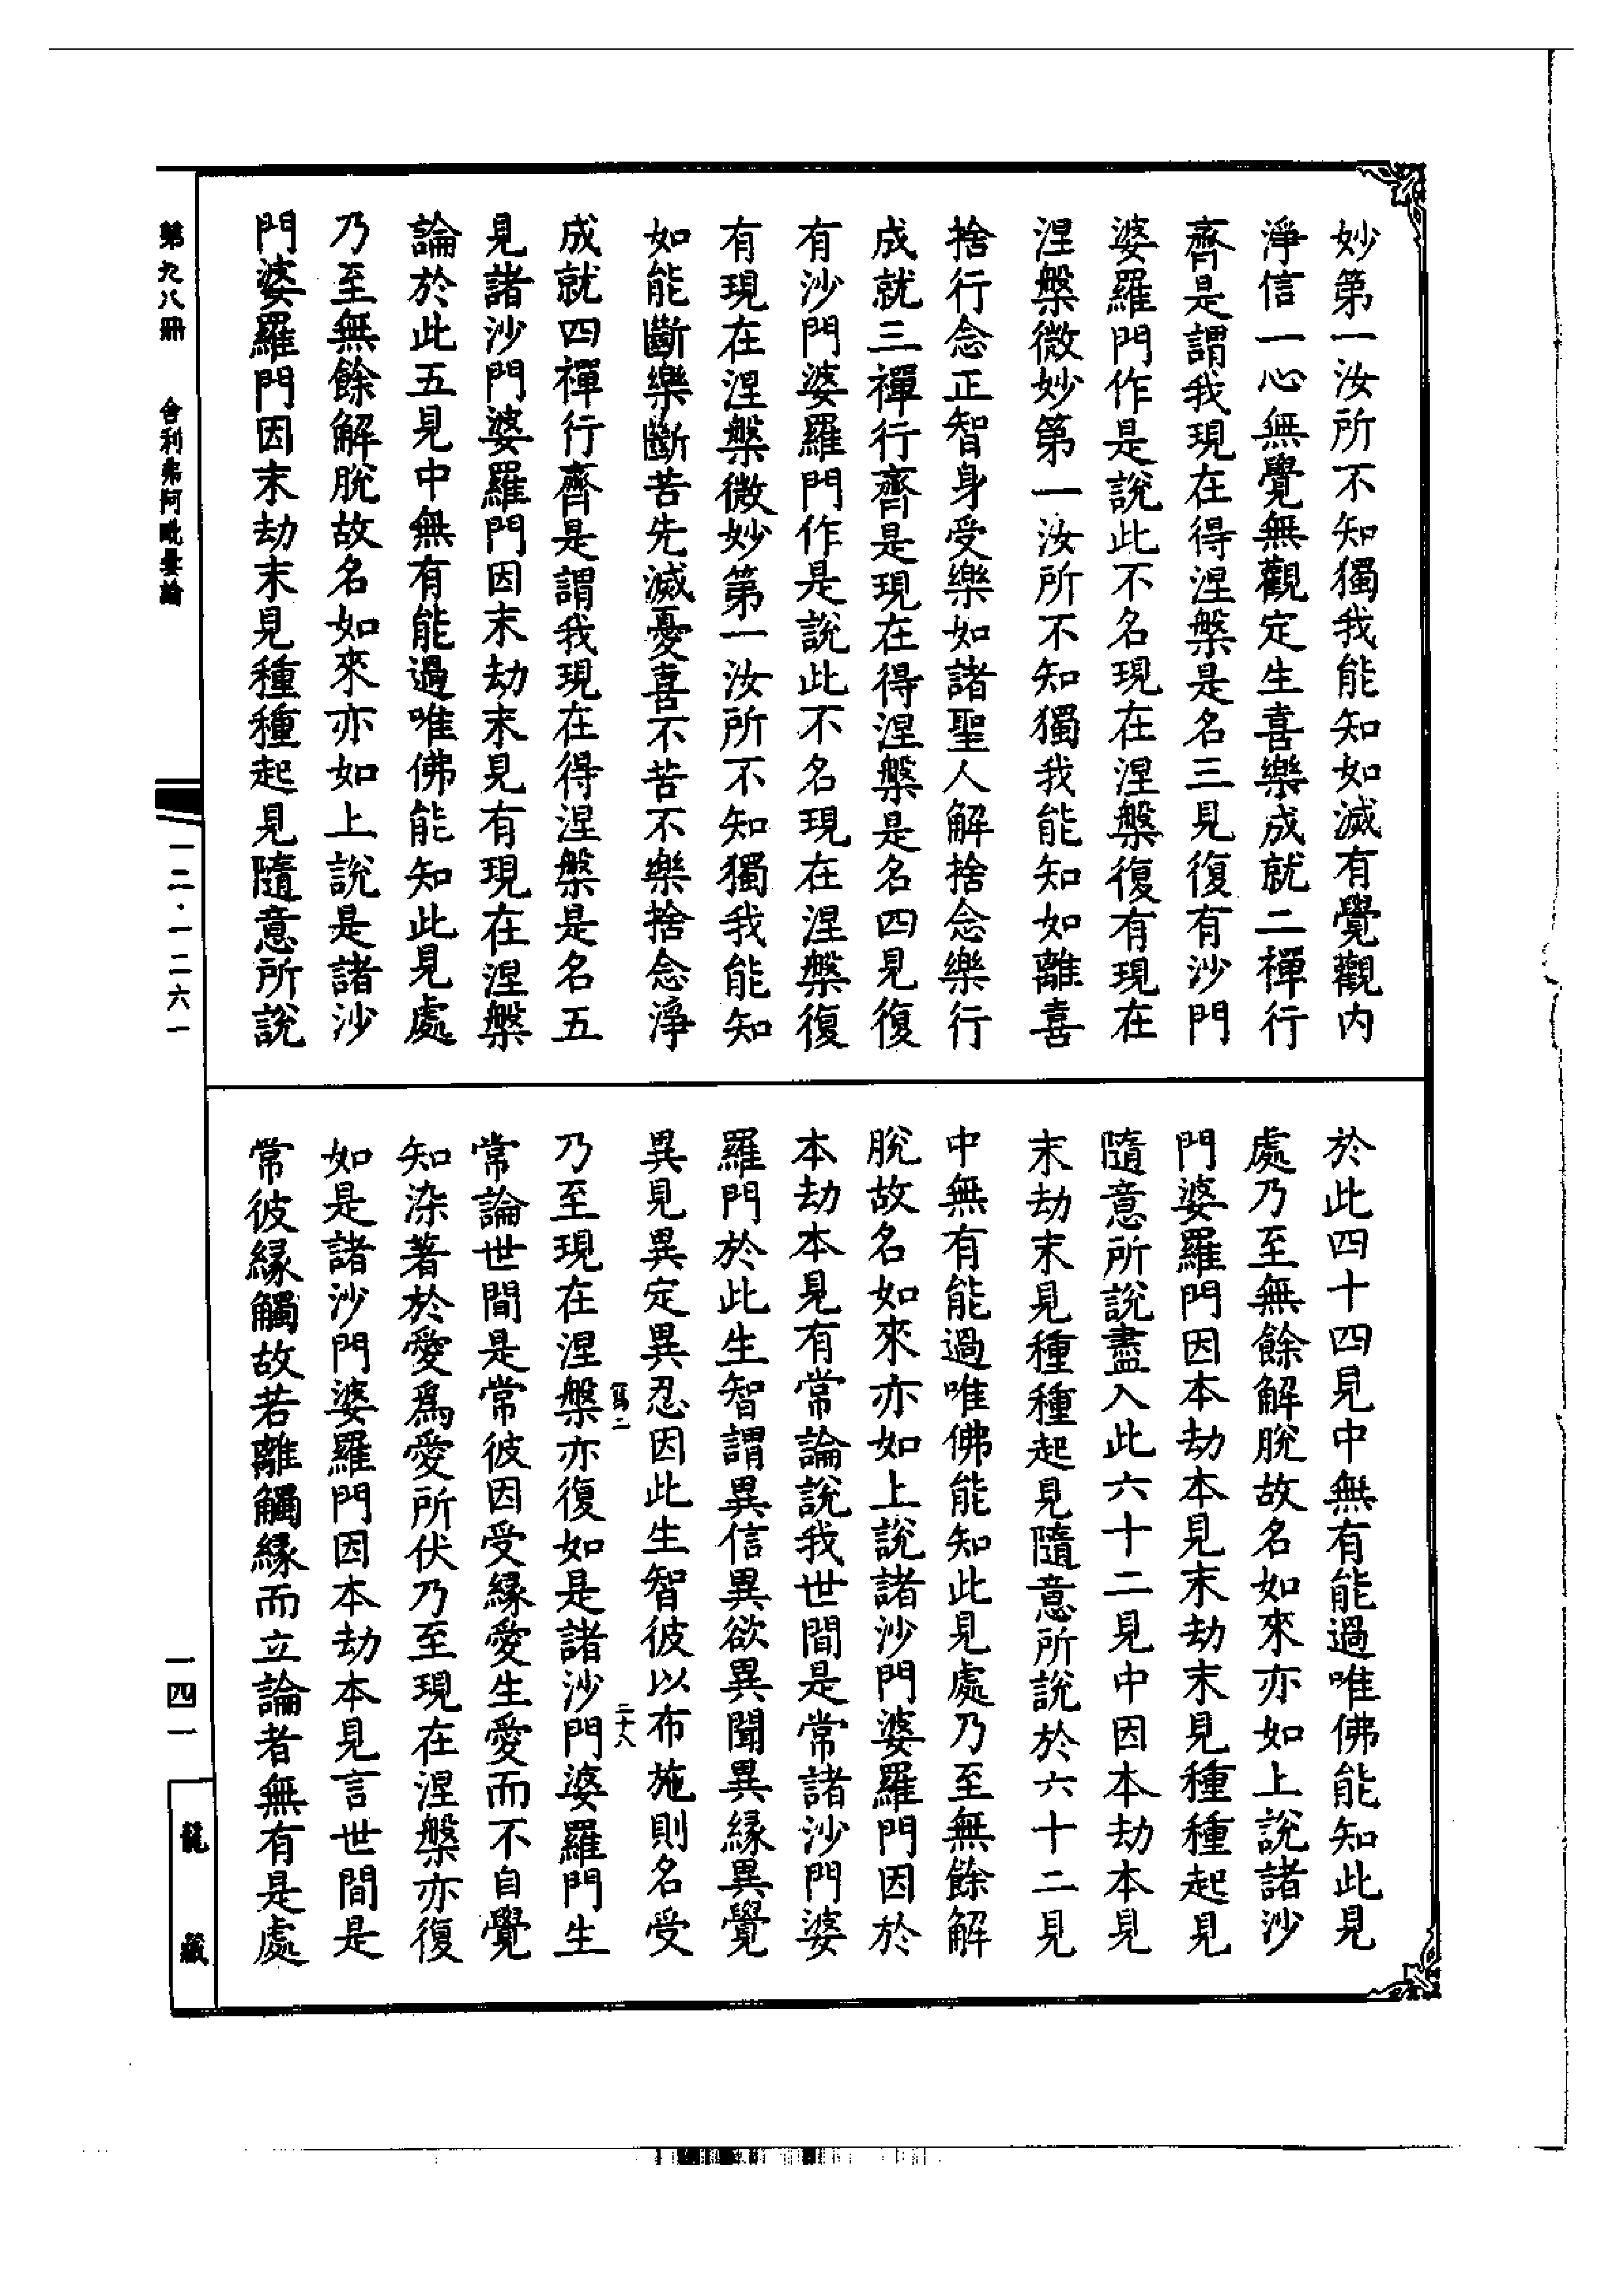 妙第一汝所不知獨我能知如滅有覺觀內
淨信一心無覺無觀定生喜樂成就二禪行
齊是謂我現在得涅槃是名三見復有沙門
婆羅門作是說此不名現在涅槃復有現在
涅槃微妙第一汝所不知獨我能知如離喜
捨行念正智身受樂如諸聖人解捨念樂行
成就三禪行齊是現在得涅槃是名四見復
有沙門婆羅門作是說此不名現在涅槃復
有現在涅槃微妙第一汝所不知獨我能知
如能斷樂斷苦先滅憂喜不苦不樂捨念淨
成就四禪行齊是謂我現在得涅槃是名五
見諸沙門婆羅門因末劫末見有現在涅槃
論於此五見中無有能過唯佛能知此見處
乃至無餘解脫故名如來亦如上說是諸沙
門婆羅門因末劫末見種種起見隨意所說
於此四十四見中無有能過唯佛能知此見
處乃至無餘解脫故名如來亦如上說諸沙
門婆羅門因本劫本見末劫末見種種起見
隨意所說盡入此六十二見中因本劫本見
末劫末見種種起見隨意所說於六十二見
中無有能過唯佛能知此見處乃至無餘解
脫故名如來亦如上說諸沙門婆羅門因於
本劫本見有常論說我世間是常諸沙門婆
羅門於此生智謂異信異欲異聞異緣異覺
異見異定異忍因此生智彼以布施則名受
二十八
乃至現在涅槃亦復如是諸沙門婆羅門生
常論世間是常彼因受緣愛生愛而不自覺
知染著於愛為愛所伏乃至現在涅槃亦復
如是諸沙門婆羅門因本劫本見言世間是
常彼緣觸故若離觸緣而立論者無有是處
第九八冊
舍利弗阿毗曇論
一二·一二六一
一四一
龍藏